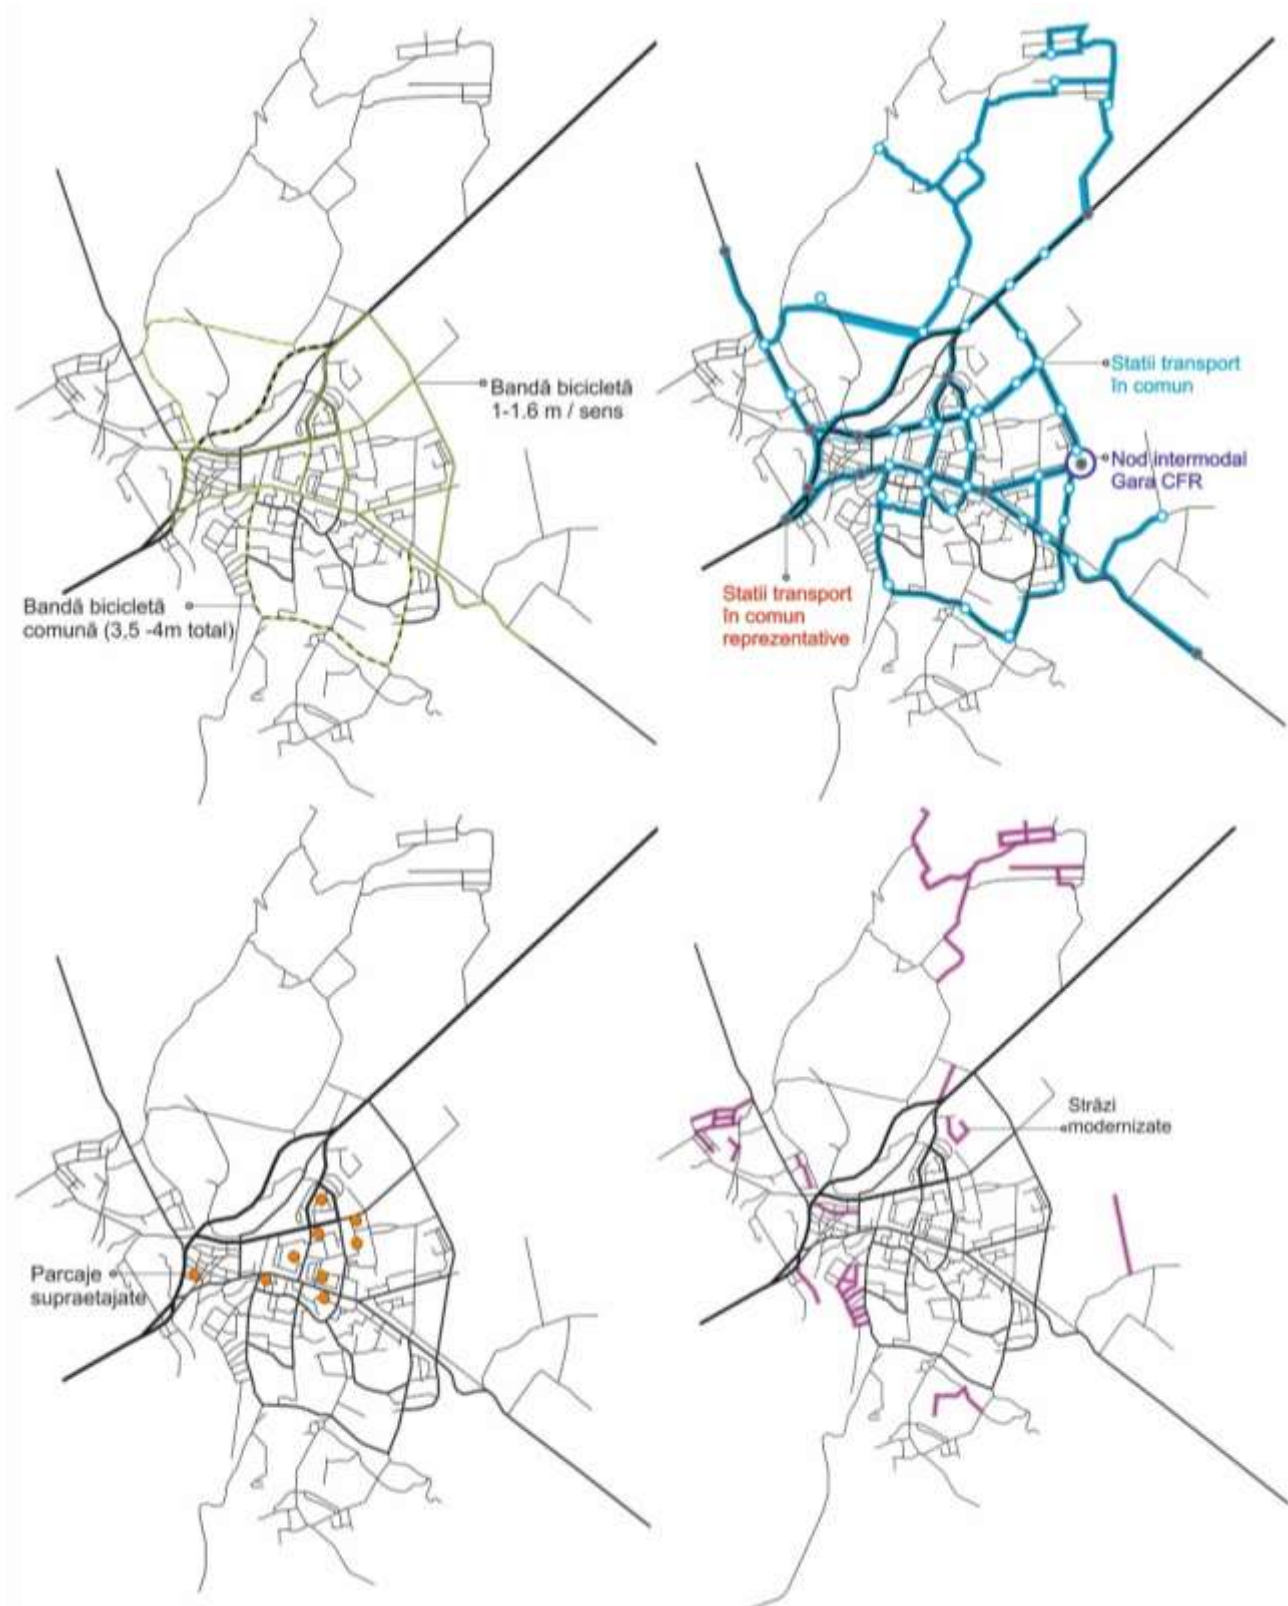 Bandă bicicletă
1-1.6 m / sens
Bandă bicicletă
comună (3,5 -4m total)
Statii transport
în comun
Nod intermodal
Gara CFR
Statii transport
în comun
reprezentative
Parcaje
supraetajate
Străzi
modernizate